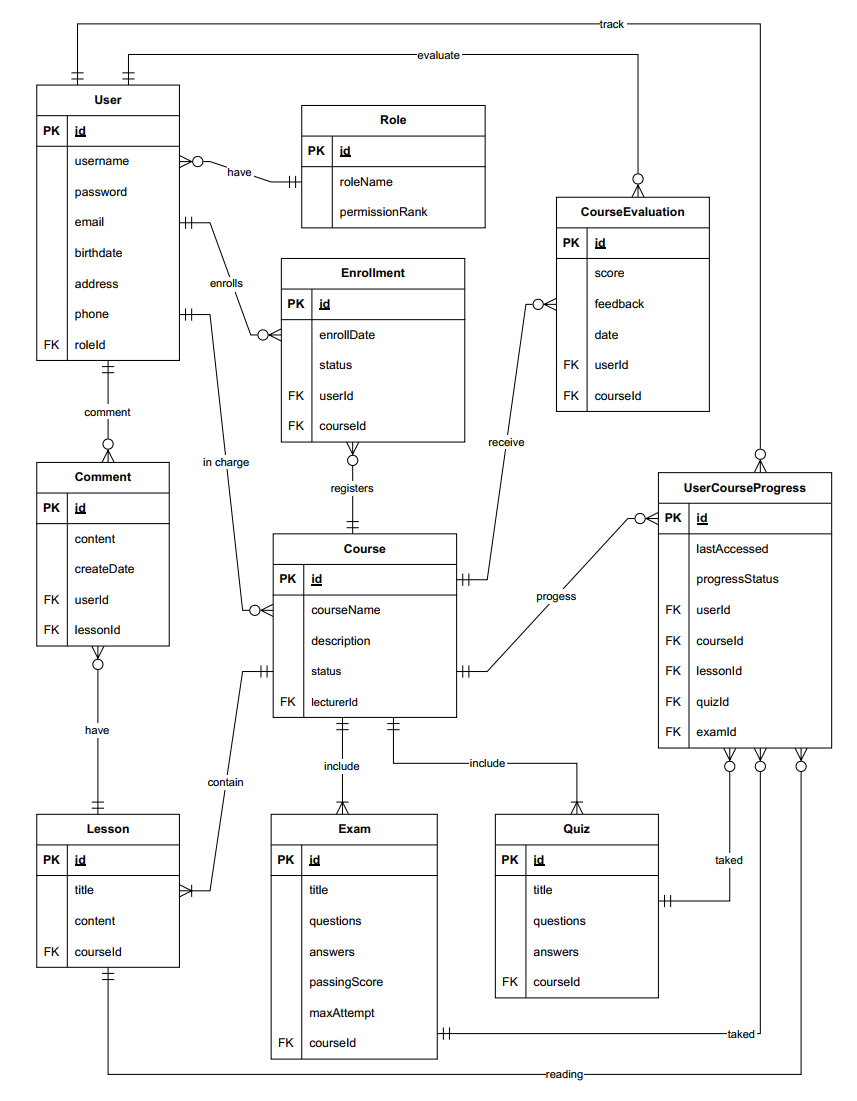 track
evaluate
User
PK id
username
password
email
birthdate
address
phone
FK roleId
Role
PK id
roleName
permissionRank
have
CourseEvaluation
PK id
score
feedback
date
FK userId
FK courseId
enrolls
Enrollment
PK id
enrollDate
status
FK userId
FK courseId
comment
in charge
receive
registers
Comment
PK id
content
createDate
FK userId
FK lessonId
UserCourseProgress
PK id
lastAccessed
progressStatus
FK userId
FK courseId
FK lessonId
FK quizId
FK examId
Course
PK id
courseName
description
status
FK lecturerId
progess
have
contain
include
include
Lesson
PK id
title
content
FK courseId
Exam
PK id
title
questions
answers
passingScore
maxAttempt
FK courseId
Quiz
PK id
title
questions
answers
FK courseId
taked
taked
reading